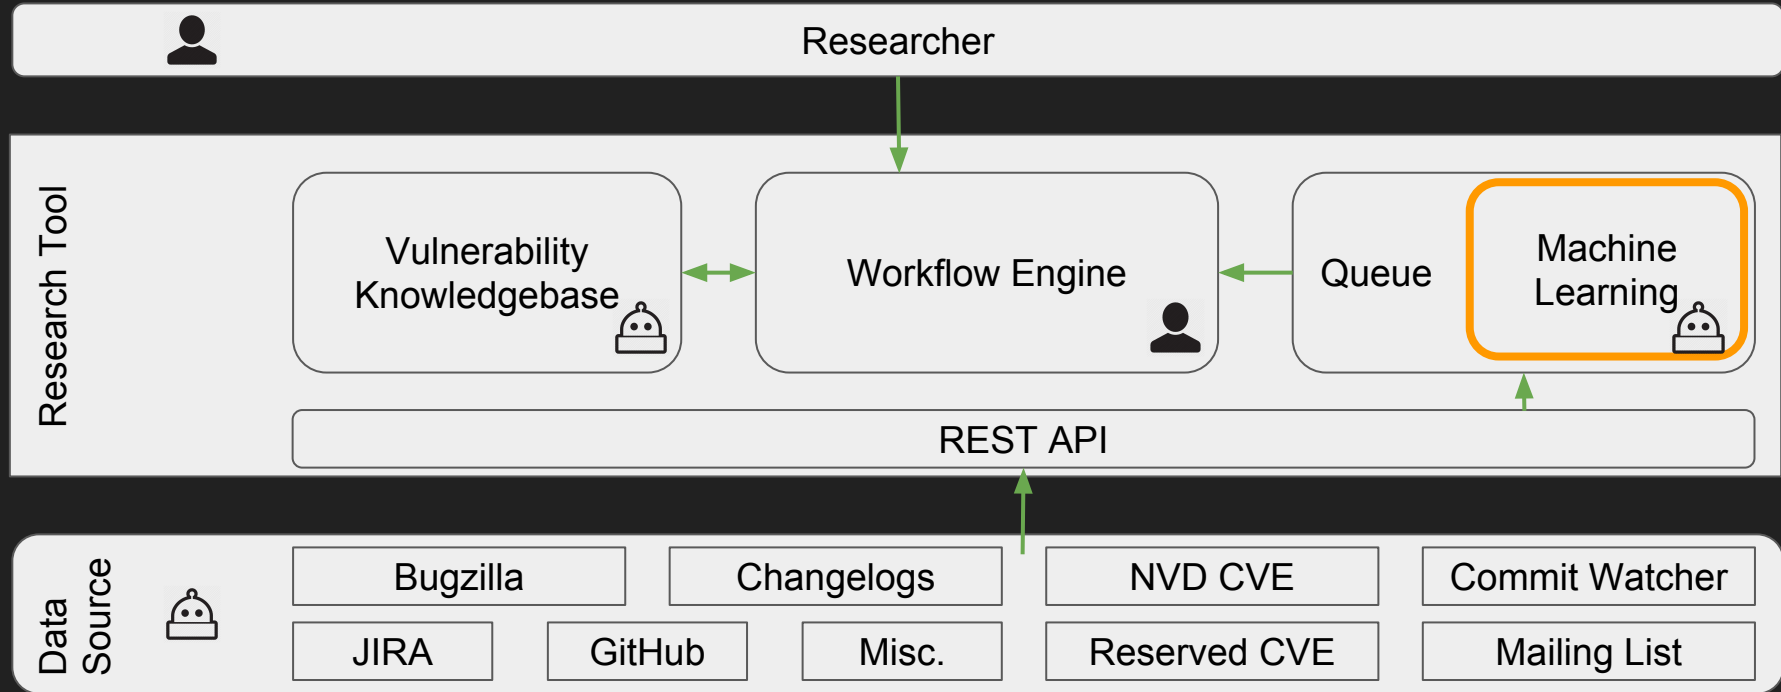 Researcher
Research Tool
Vulnerability
Knowledgebase
Workflow Engine
Queue
Machine
Learning
REST API
Data
Source
Bugzilla
Changelogs
NVD CVE
Commit Watcher
JIRA
GitHub
Misc.
Reserved CVE
Mailing List